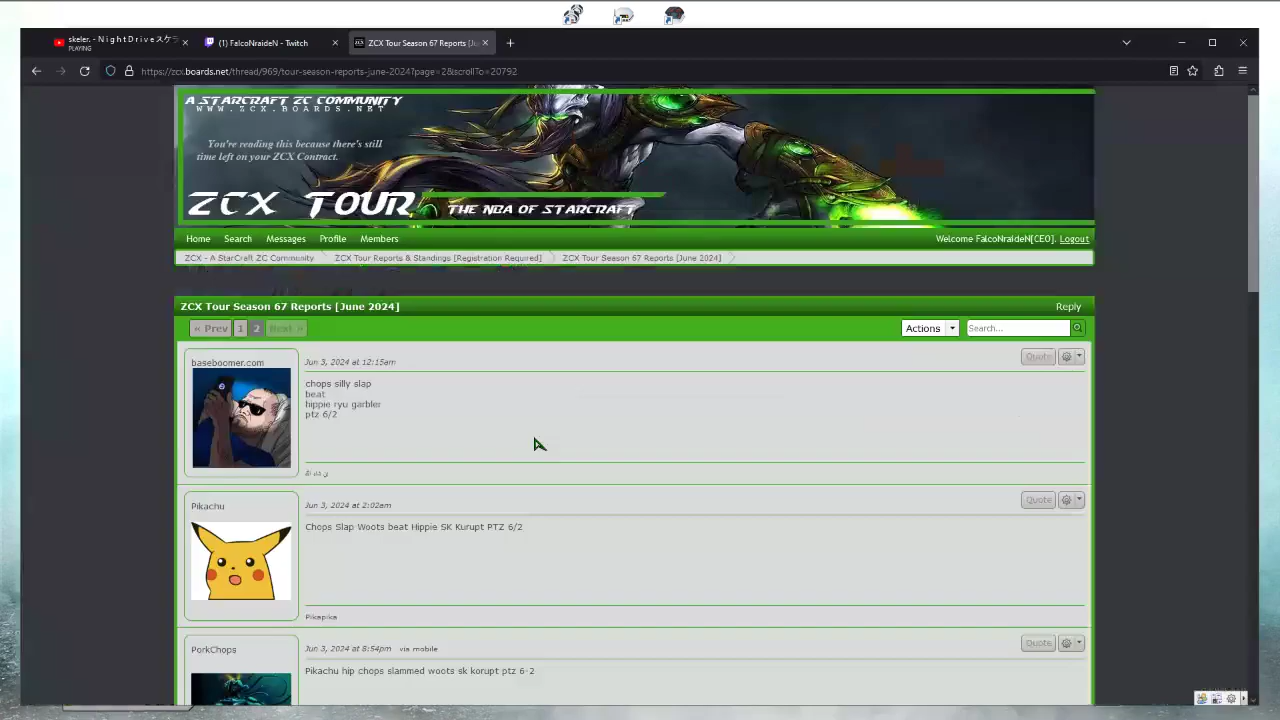 skeler. - N i g h t D r i v e スケラ
PLAYING
(1) FalcoNraideN - Twitch
ZCX Tour Season 67 Reports [Ju
https://zcx.boards.net/thread/969/tour-season-reports-june-2024?page=2&scrollTo=20792
A STARCRAFT ZC COMMUNITY
WWW.ZCX.BOARDS.NET
You're reading this because there's still
time left on your ZCX Contract.
ZCX TOUR
THE NBA OF STARCRAFT
Home Search Messages Profile Members
Welcome FalcoNraideN[CEO]. Logout
ZCX - A StarCraft ZC Community
ZCX Tour Reports & Standings [Registration Required]
ZCX Tour Season 67 Reports [June 2024]
ZCX Tour Season 67 Reports [June 2024]
Reply
« Prev 1 2 Next »
Actions
Search...
baseboomer.com
Jun 3, 2024 at 12:15am
Quote
chops silly slap
beat
hippie ryu garbler
ptz 6/2
Pikachu
Jun 3, 2024 at 2:02am
Quote
Chops Slap Woots beat Hippie SK Kurupt PTZ 6/2
Pikapika
PorkChops
Jun 3, 2024 at 8:54pm via mobile
Quote
Pikachu hip chops slammed woots sk korupt ptz 6-2